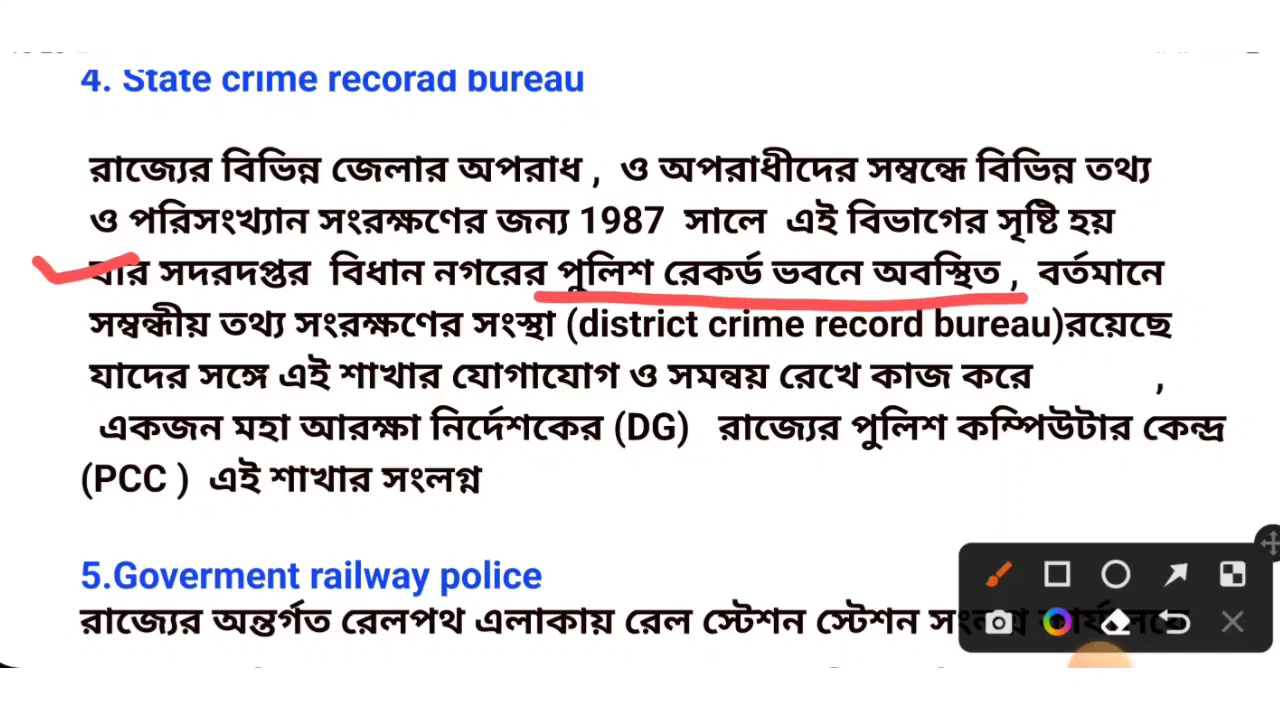 4. State crime recorad bureau
রাজ্যের বিভিন্ন জেলার অপরাধ , ও অপরাধীদের সম্বন্ধে বিভিন্ন তথ্য
ও পরিসংখ্যান সংরক্ষণের জন্য 1987 সালে এই বিভাগের সৃষ্টি হয়
যার সদরদপ্তর বিধান নগরের পুলিশ রেকর্ড ভবনে অবস্থিত , বর্তমানে
সম্বন্ধীয় তথ্য সংরক্ষণের সংস্থা (district crime record bureau)রয়েছে
যাদের সঙ্গে এই শাখার যোগাযোগ ও সমন্বয় রেখে কাজ করে ,
একজন মহা আরক্ষা নির্দেশকের (DG) রাজ্যের পুলিশ কম্পিউটার কেন্দ্র
(PCC ) এই শাখার সংলগ্ন
5.Goverment railway police
রাজ্যের অন্তর্গত রেলপথ এলাকায় রেল স্টেশন স্টেশন